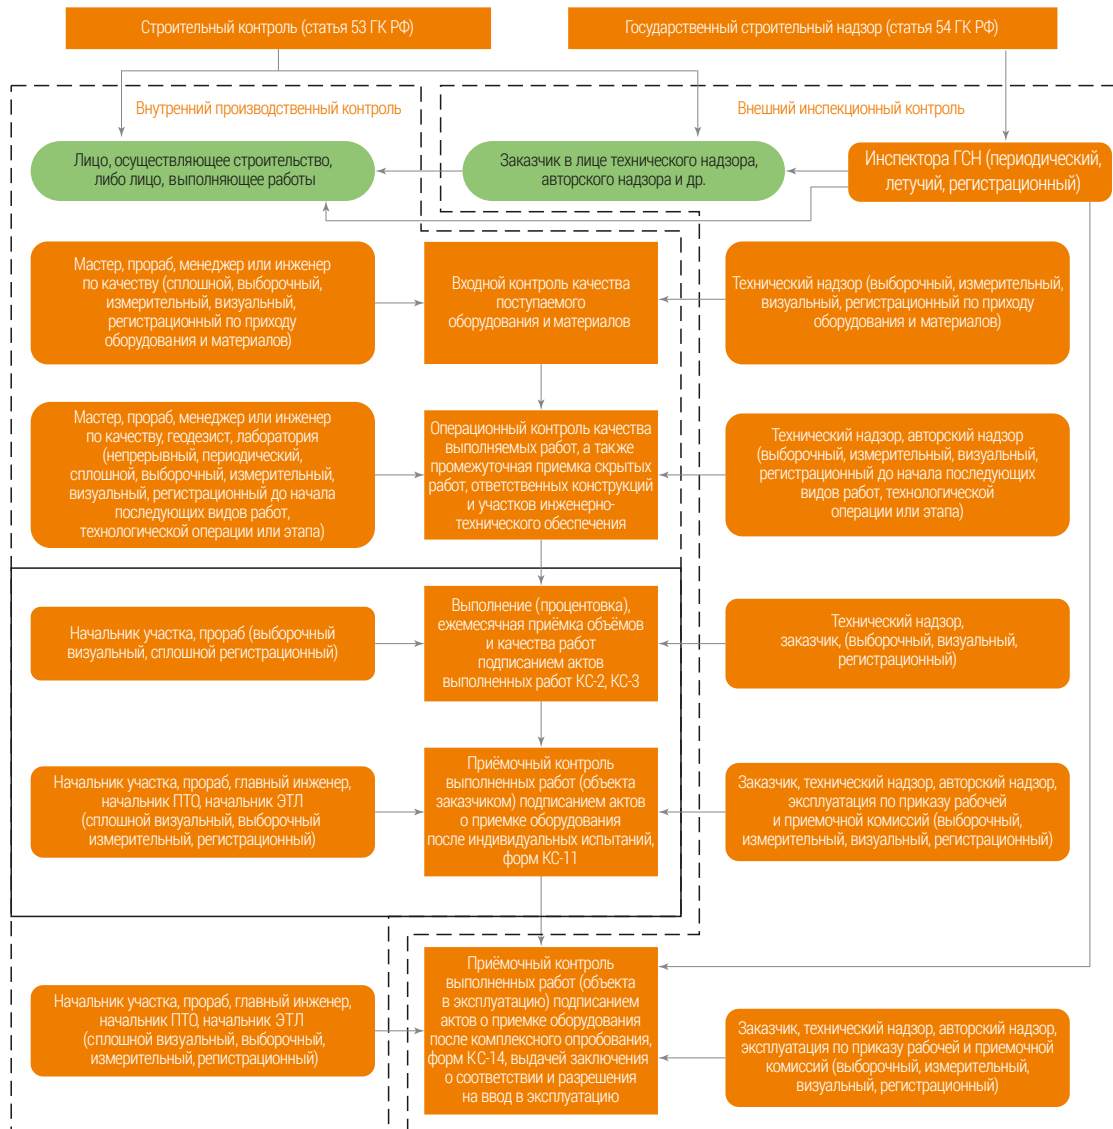 Строительный контроль (статья 53 ГК РФ)
Государственный строительный надзор (статья 54 ГК РФ)
Внутренний производственный контроль
Внешний инспекционный контроль
Лицо, осуществляющее строительство,
либо лицо, выполняющее работы
Заказчик в лице технического надзора,
авторского надзора и др.
Инспектора ГСН (периодический,
летучий, регистрационный)
Мастер, прораб, менеджер или инженер
по качеству (сплошной, выборочный,
измерительный, визуальный,
регистрационный по приходу
оборудования и материалов)
Входной контроль качества
поступаемого
оборудования и материалов
Технический надзор (выборочный, измерительный,
визуальный, регистрационный по приходу
оборудования и материалов)
Мастер, прораб, менеджер или инженер
по качеству, геодезист, лаборатория
(непрерывный, периодический,
сплошной, выборочный, измерительный,
визуальный, регистрационный до начала
последующих видов работ,
технологической операции или этапа)
Операционный контроль качества
выполняемых работ, а также
промежуточная приемка скрытых
работ, ответственных конструкций
и участков инженерно-
технического обеспечения
Технический надзор, авторский надзор
(выборочный, измерительный, визуальный,
регистрационный до начала последующих
видов работ, технологической
операции или этапа)
Начальник участка, прораб (выборочный
визуальный, сплошной регистрационный)
Выполнение (процентовка),
ежемесячная приёмка объёмов
и качества работ
подписанием актов
выполненных работ КС-2, КС-3
Технический надзор,
заказчик, (выборочный, визуальный,
регистрационный)
Начальник участка, прораб, главный инженер,
начальник ПТО, начальник ЭТЛ
(сплошной визуальный, выборочный
измерительный, регистрационный)
Приёмочный контроль
выполненных работ (объекта
заказчиком) подписанием актов
о приемке оборудования
после индивидуальных испытаний,
форм КС-11
Заказчик, технический надзор, авторский надзор,
эксплуатация по приказу рабочей
и приемочной комиссий (выборочный,
измерительный, визуальный, регистрационный)
Начальник участка, прораб, главный инженер,
начальник ПТО, начальник ЭТЛ
(сплошной визуальный, выборочный,
измерительный, репистрационный)
Приёмочный контроль
выполненных работ (объекта
в эксплуатацию) подписанием
актов о приемке оборудования
после комплексного опробования,
форм КС-14, выдачей заключения
о соответствии и разрешения
на ввод в эксплуатацию
Заказчик, технический надзор, авторский надзор,
эксплуатация по приказу рабочей и приемочной
комиссий (выборочный, измерительный,
визуальный, регистрационный)